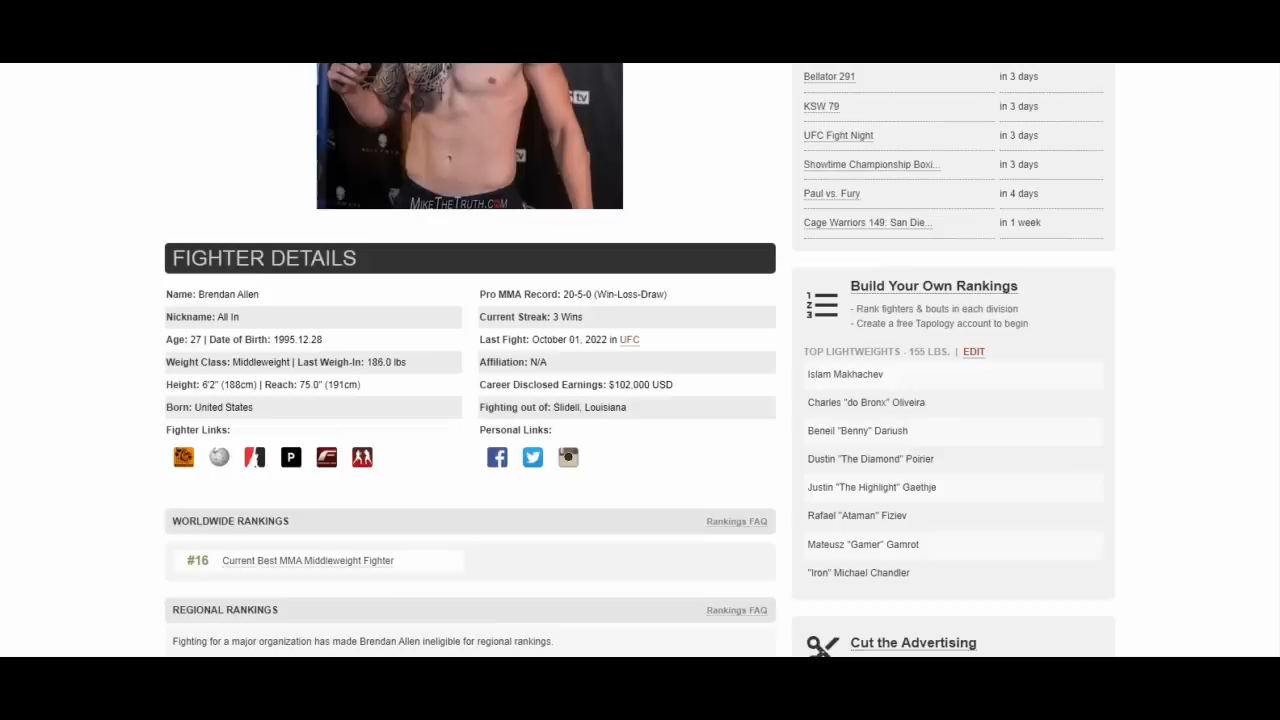 tv
tv
MIKETHETRUTH.COM
FIGHTER DETAILS
Name: Brendan Allen
Nickname: All In
Age: 27 | Date of Birth: 1995.12.28
Weight Class: Middleweight | Last Weigh-In: 186.0 lbs
Height: 6'2" (188cm) | Reach: 75.0" (191cm)
Born: United States
Fighter Links:
Pro MMA Record: 20-5-0 (Win-Loss-Draw)
Current Streak: 3 Wins
Last Fight: October 01, 2022 in UFC
Affiliation: N/A
Career Disclosed Earnings: $102,000 USD
Fighting out of: Slidell, Louisiana
Personal Links:
WORLDWIDE RANKINGS Rankings FAQ
#16 Current Best MMA Middleweight Fighter
REGIONAL RANKINGS Rankings FAQ
Fighting for a major organization has made Brendan Allen ineligible for regional rankings.
Bellator 291 in 3 days
KSW 79 in 3 days
UFC Fight Night in 3 days
Showtime Championship Boxi... in 3 days
Paul vs. Fury in 4 days
Cage Warriors 149: San Die... in 1 week
Build Your Own Rankings
- Rank fighters & bouts in each division
- Create a free Tapology account to begin
TOP LIGHTWEIGHTS - 155 LBS. | EDIT
Islam Makhachev
Charles "do Bronx" Oliveira
Beneil "Benny" Dariush
Dustin "The Diamond" Poirier
Justin "The Highlight" Gaethje
Rafael "Ataman" Fiziev
Mateusz "Gamer" Gamrot
"Iron" Michael Chandler
Cut the Advertising